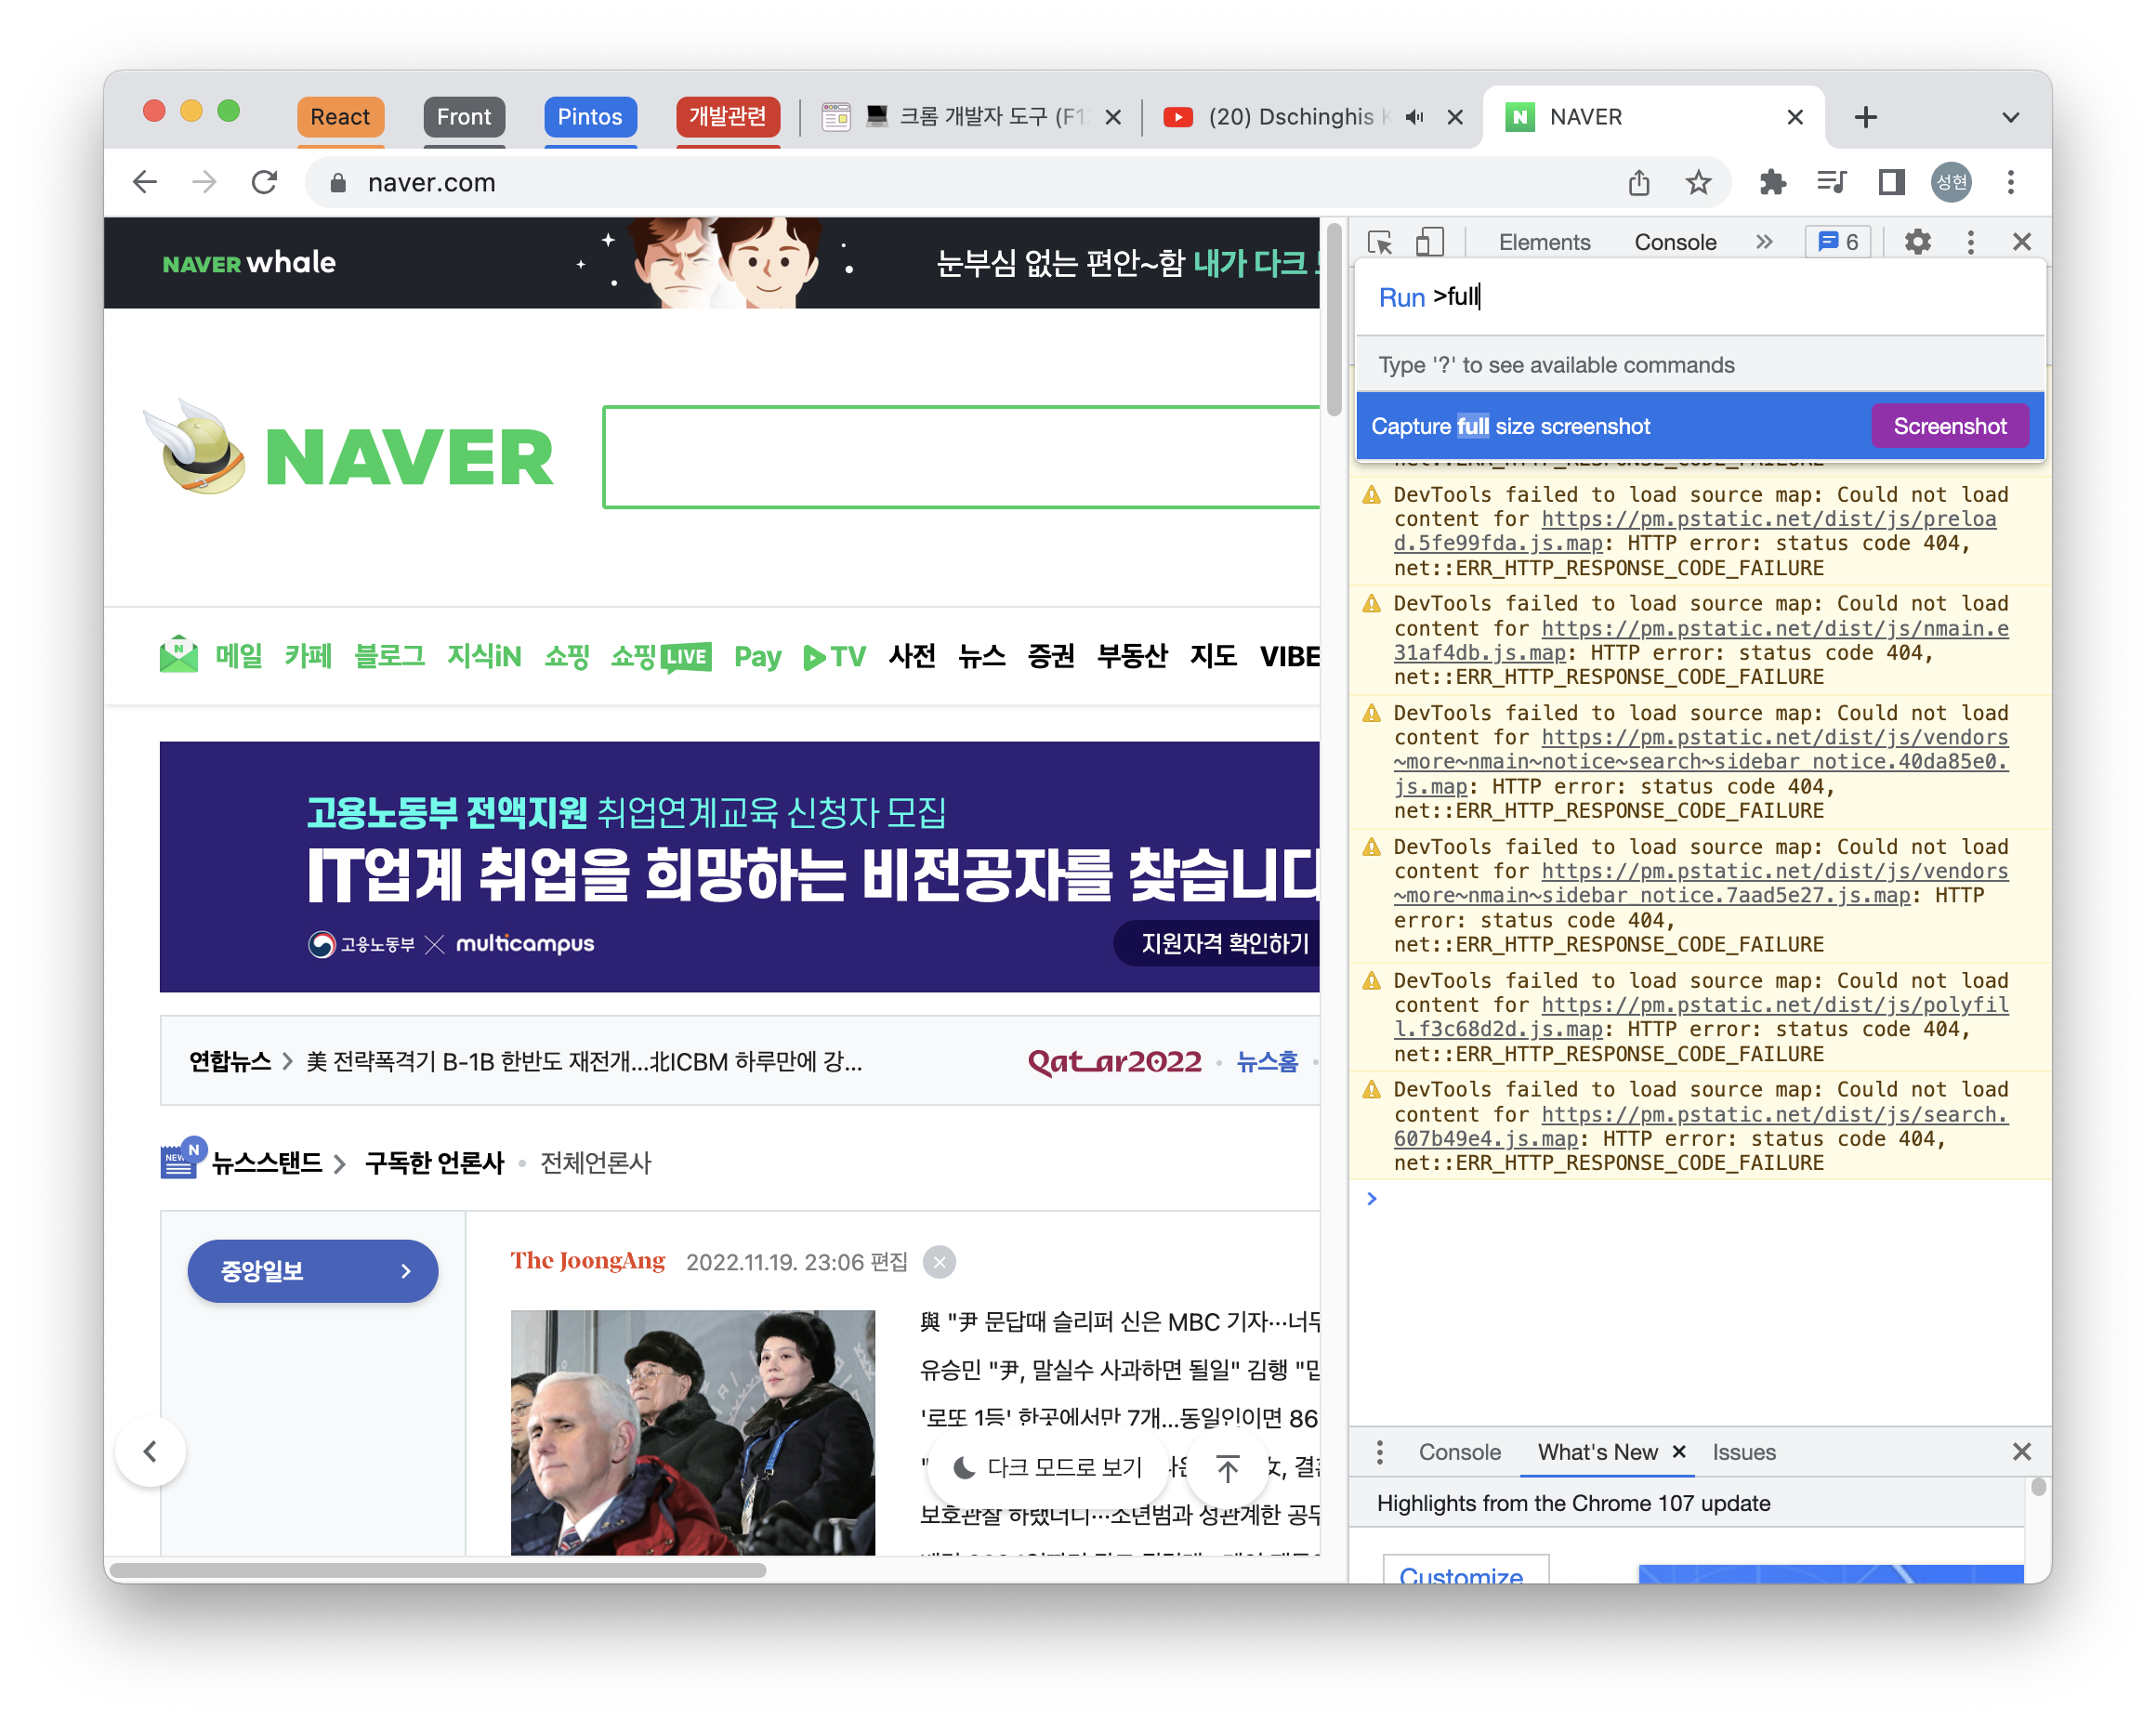 React Front Pintos 개발관련 크롬 개발자 도구 (F1 (20) Dschinghis NAVER
naver.com
성현
NAVER whale
눈부심 없는 편안~함 내가 다크
NAVER
메일 카페 블로그 지식iN 쇼핑 쇼핑LIVE Pay TV 사전 뉴스 증권 부동산 지도 VIBE
고용노동부 전액지원 취업연계교육 신청자 모집
IT업계 취업을 희망하는 비전공자를 찾습니다
고용노동부 multicampus
지원자격 확인하기
연합뉴스 > 美 전략폭격기 B-1B 한반도 재전개...北ICBM 하루만에 강...
Qatar2022 · 뉴스홈 ·
NEW N 뉴스스탠드 > 구독한 언론사 · 전체언론사
중앙일보 >
The JoongAng 2022.11.19. 23:06 편집
與 "尹 문답때 슬리퍼 신은 MBC 기자…너무
유승민 "尹, 말실수 사과하면 될일" 김행 "맙
'로또 1등' 한곳에서만 7개...동일인이면 86
女, 결혼
다크 모드로 보기
보호관찰 하랬더니…소년범과 성관계한 공무
Elements Console » 6
Run >full
Type '?' to see available commands
Capture full size screenshot Screenshot
net::ERR_HTTP_RESPONSE_CODE_FAILURE
DevTools failed to load source map: Could not load
content for https://pm.pstatic.net/dist/js/preloa
d.5fe99fda.js.map: HTTP error: status code 404,
net::ERR_HTTP_RESPONSE_CODE_FAILURE
DevTools failed to load source map: Could not load
content for https://pm.pstatic.net/dist/js/nmain.e
31af4db.js.map: HTTP error: status code 404,
net::ERR_HTTP_RESPONSE_CODE_FAILURE
DevTools failed to load source map: Could not load
content for https://pm.pstatic.net/dist/js/vendors
~more~nmain~notice~search~sidebar_notice.40da85e0.
js.map: HTTP error: status code 404,
net::ERR_HTTP_RESPONSE_CODE_FAILURE
DevTools failed to load source map: Could not load
content for https://pm.pstatic.net/dist/js/vendors
~more~nmain~sidebar_notice.7aad5e27.js.map: HTTP
error: status code 404,
net::ERR_HTTP_RESPONSE_CODE_FAILURE
DevTools failed to load source map: Could not load
content for https://pm.pstatic.net/dist/js/polyfil
l.f3c68d2d.js.map: HTTP error: status code 404,
net::ERR_HTTP_RESPONSE_CODE_FAILURE
DevTools failed to load source map: Could not load
content for https://pm.pstatic.net/dist/js/search.
607b49e4.js.map: HTTP error: status code 404,
net::ERR_HTTP_RESPONSE_CODE_FAILURE
>
Console What's New Issues
Highlights from the Chrome 107 update
Customize